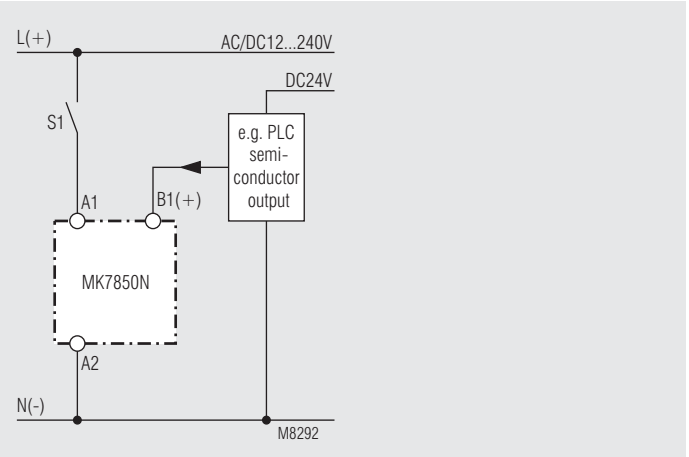 L(+)
AC/DC12...240V
DC24V
S1
e.g. PLC
semi-
conductor
output
A1
B1(+)
MK7850N
A2
N(-)
M8292